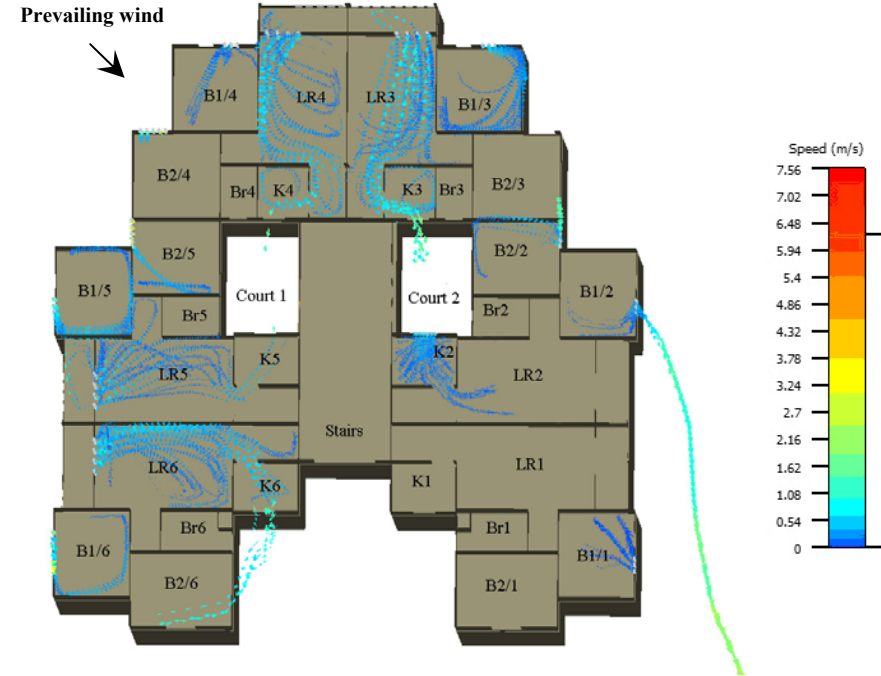 Prevailing wind
B1/4
LR4
LR3
B1/3
B2/4
Br4
K4
K3
Br3
B2/3
B2/5
B2/2
B1/5
Court 1
Court 2
B1/2
Br5
Br2
K5
K2
LR5
LR2
Stairs
LR6
LR1
K6
K1
Br6
Br1
B1/6
B1/1
B2/6
B2/1
Speed (m/s)
7.56
7.02
6.48
5.94
5.4
4.86
4.32
3.78
3.24
2.7
2.16
1.62
1.08
0.54
0